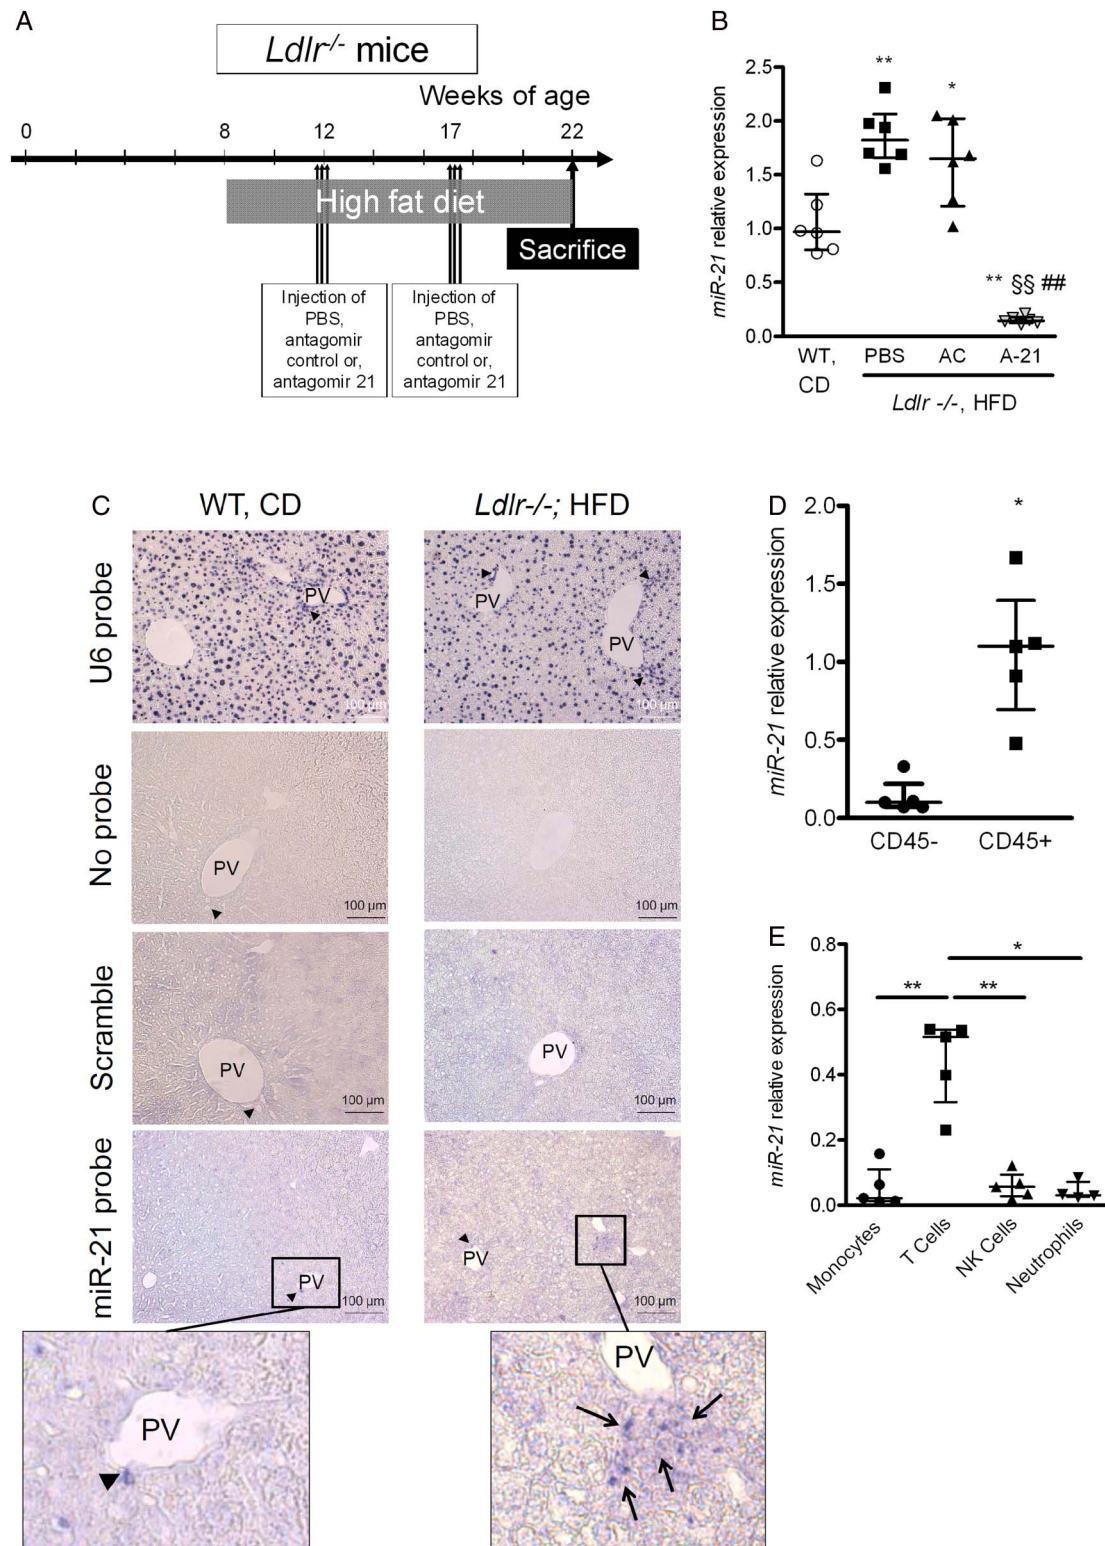 A
Ldlr-/- mice
Weeks of age
0 8 12 17 22
High fat diet
Sacrifice
Injection of
PBS,
antagomir
control or,
antagomir 21
Injection of
PBS,
antagomir
control or,
antagomir 21
B
miR-21 relative expression
2.5
2.0
1.5
1.0
0.5
0.0
**
*
** §§ ##
WT,
CD
PBS AC A-21
Ldlr -/-, HFD
C
WT, CD
Ldlr-/-; HFD
U6 probe
PV
100 µm
PV
PV
100 µm
No probe
PV
100 µm
100 µm
Scramble
PV
100 µm
PV
100 µm
miR-21 probe
PV
100 µm
PV
100 µm
PV
PV
D
miR-21 relative expression
2.0
1.5
1.0
0.5
0.0
*
CD45- CD45+
E
miR-21 relative expression
0.8
0.6
0.4
0.2
0.0
*
** **
Monocytes
T Cells
NK Cells
Neutrophils